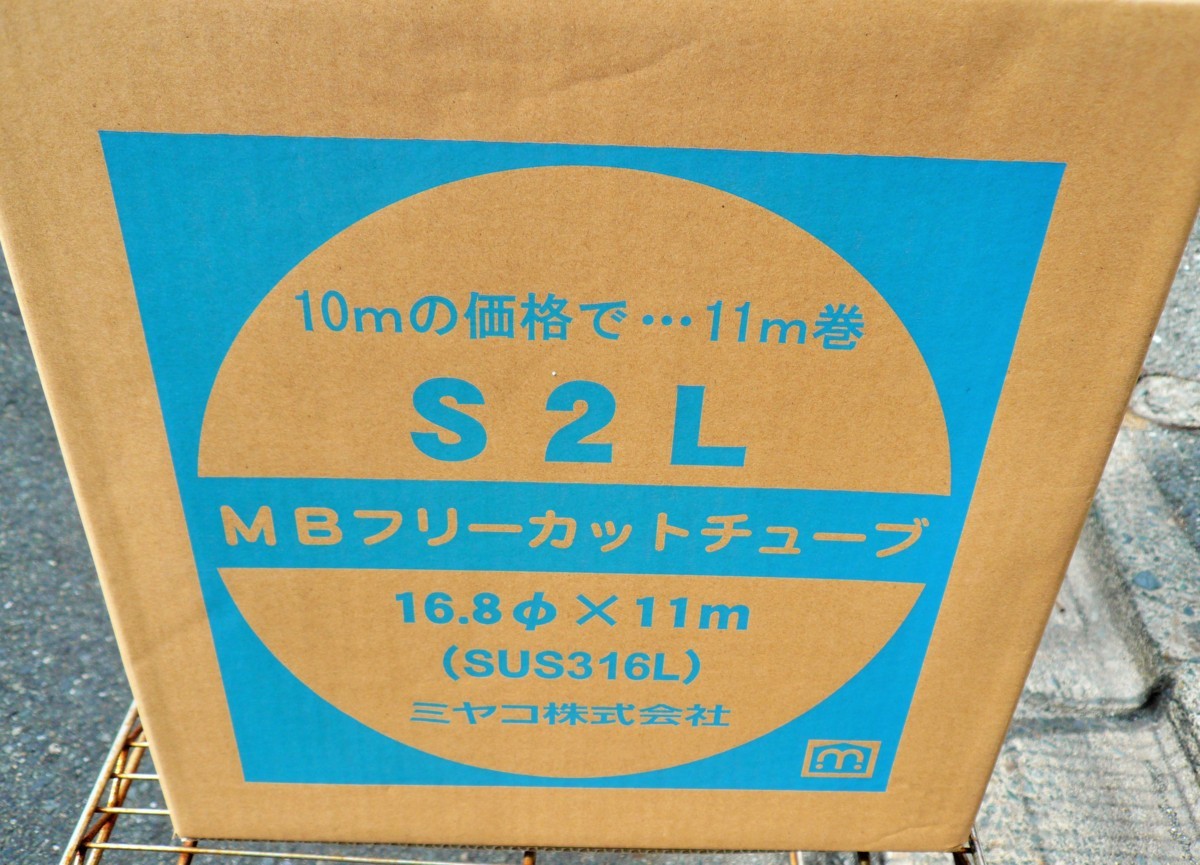 10mの価格で…11m巻
S2L
MBフリーカットチューブ
16.8φ×11m
(SUS316L)
ミヤコ株式会社
m